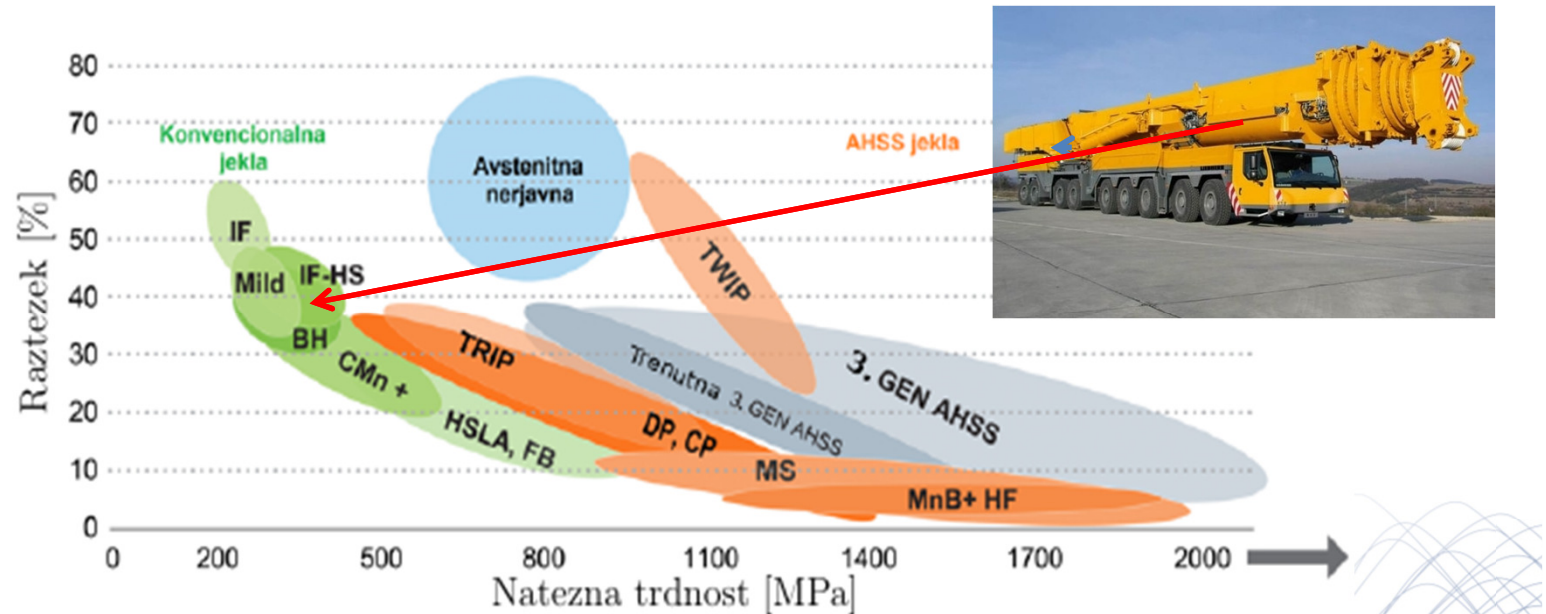 80
70
60
50
40
30
20
10
0
Raztezek [%]
Konvencionalna
jekla
Avstenitna
nerjavna
AHSS jekla
IF
Mild
IF-HS
BH
CMn +
HSLA, FB
TRIP
DP, CP
TWIP
Trenutna 3. GEN AHSS
3. GEN AHSS
MS
MnB+ HF
0
200
500
800
1100
1400
1700
2000
Natezna trdnost [MPa]